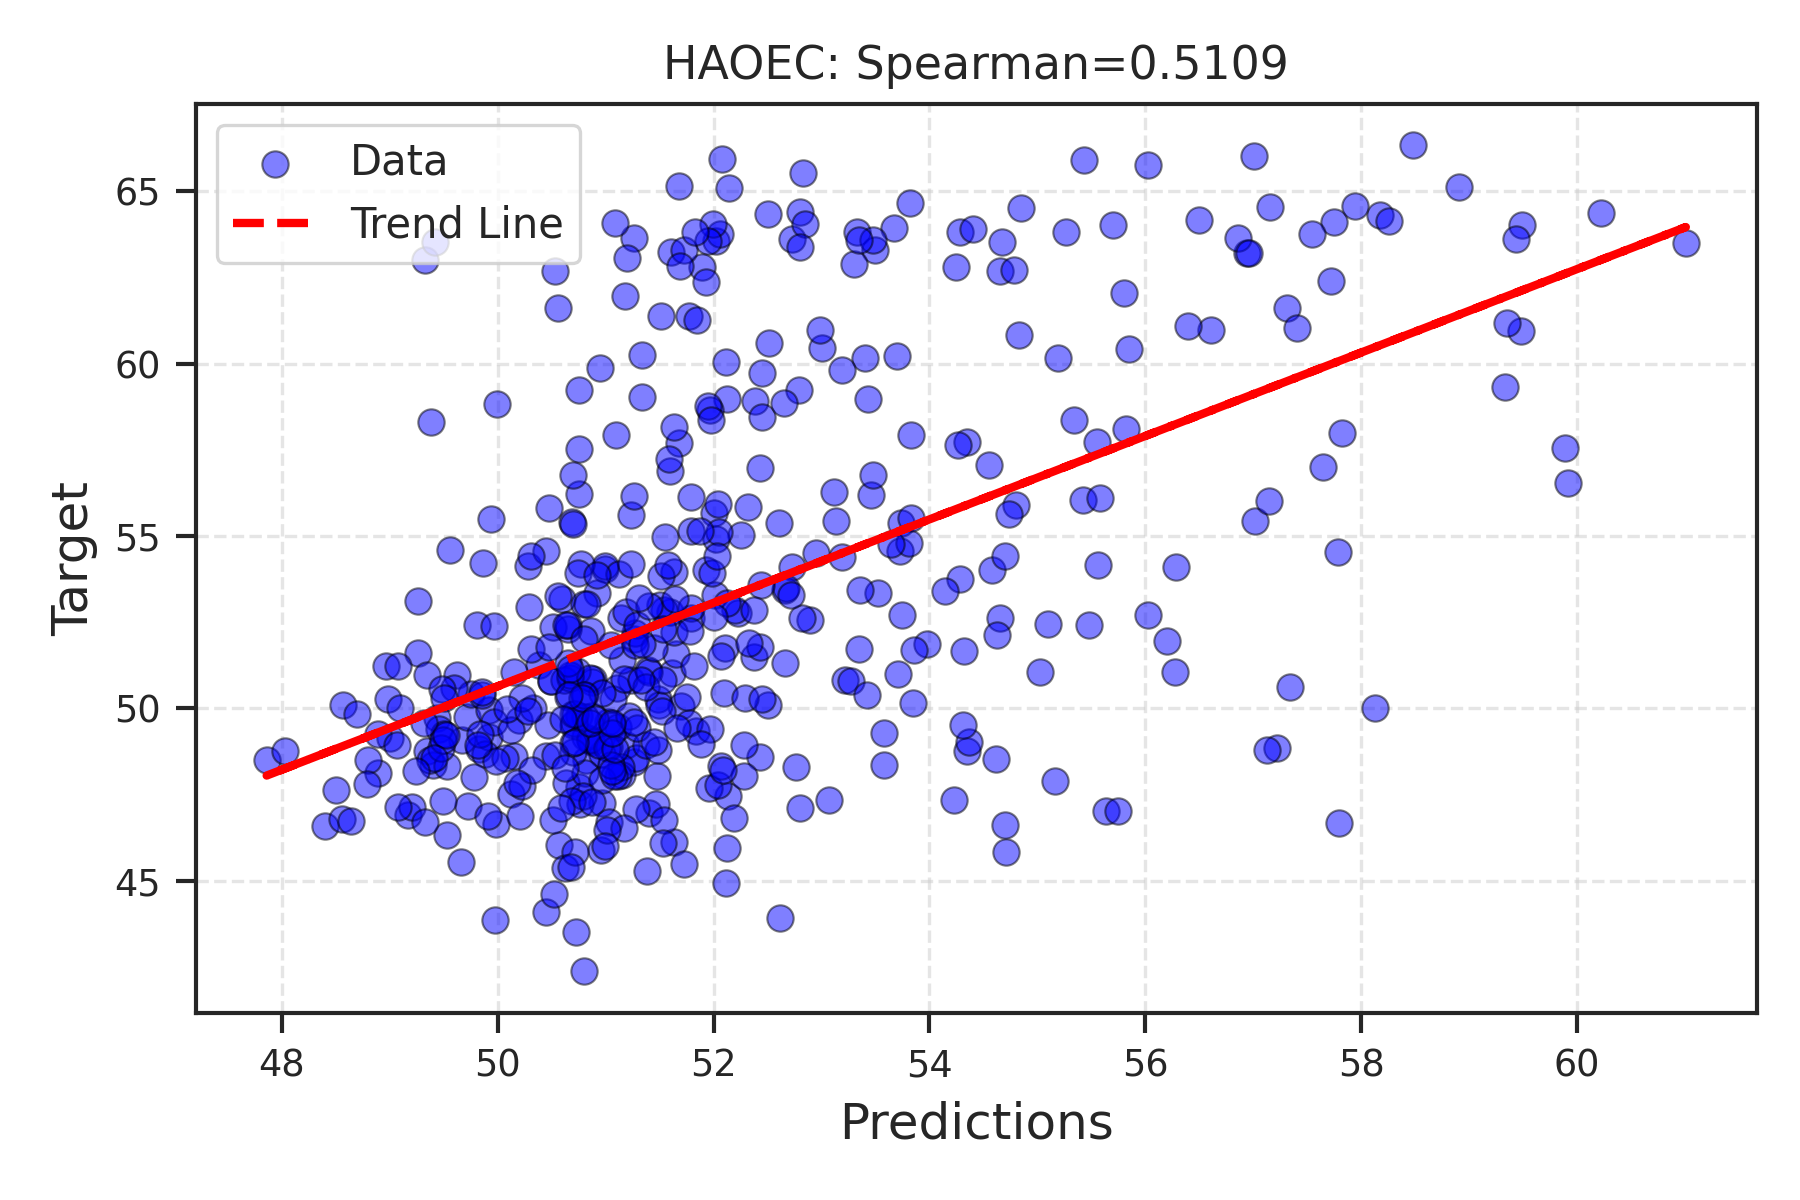 HAOEC: Spearman=0.5109
Data
Trend Line
65
60
55
50
45
Target
48 50 52 54 56 58 60
Predictions